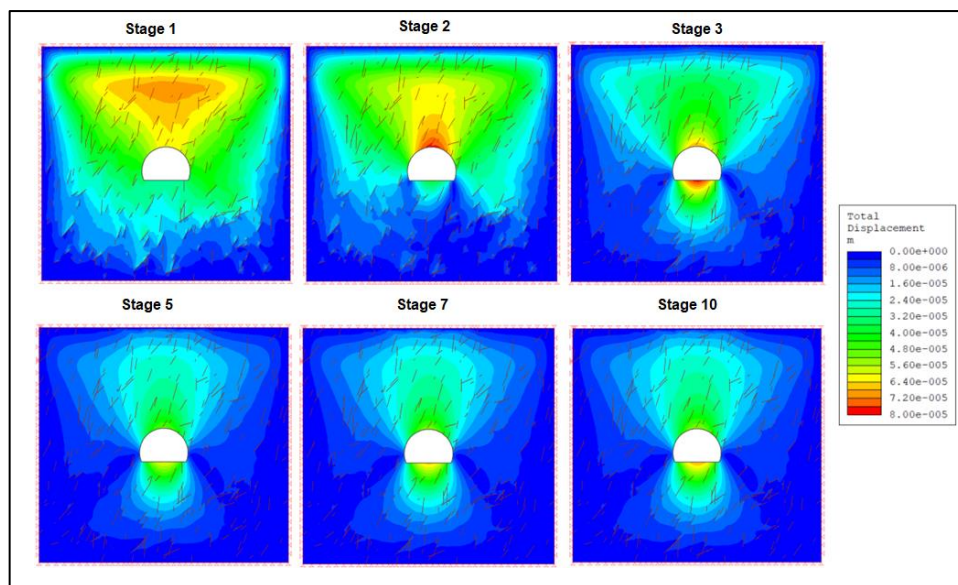 Stage 1
Stage 2
Stage 3
Stage 5
Stage 7
Stage 10
Total
Displacement
m
0.00e+000
8.00e-006
1.60e-005
2.40e-005
3.20e-005
4.00e-005
4.80e-005
5.60e-005
6.40e-005
7.20e-005
8.00e-005